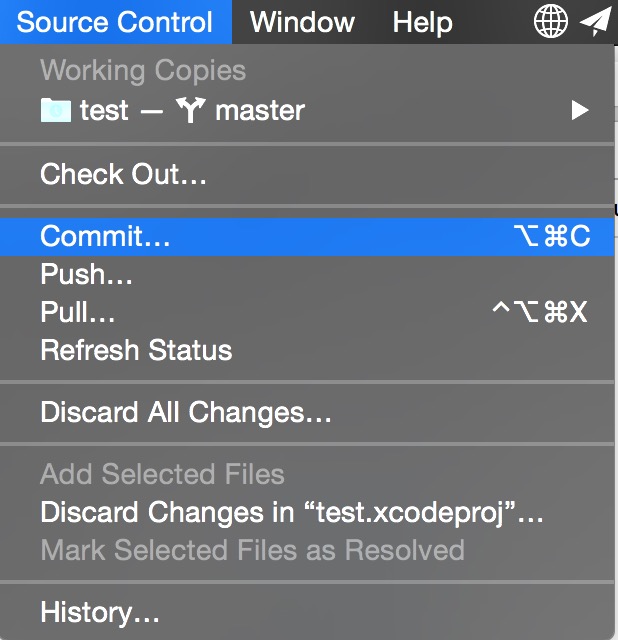 Source Control Window Help
Working Copies
test — master
Check Out...
Commit... ⌥⌘C
Push...
Pull... ^⌥⌘X
Refresh Status
Discard All Changes...
Add Selected Files
Discard Changes in “test.xcodeproj”...
Mark Selected Files as Resolved
History...